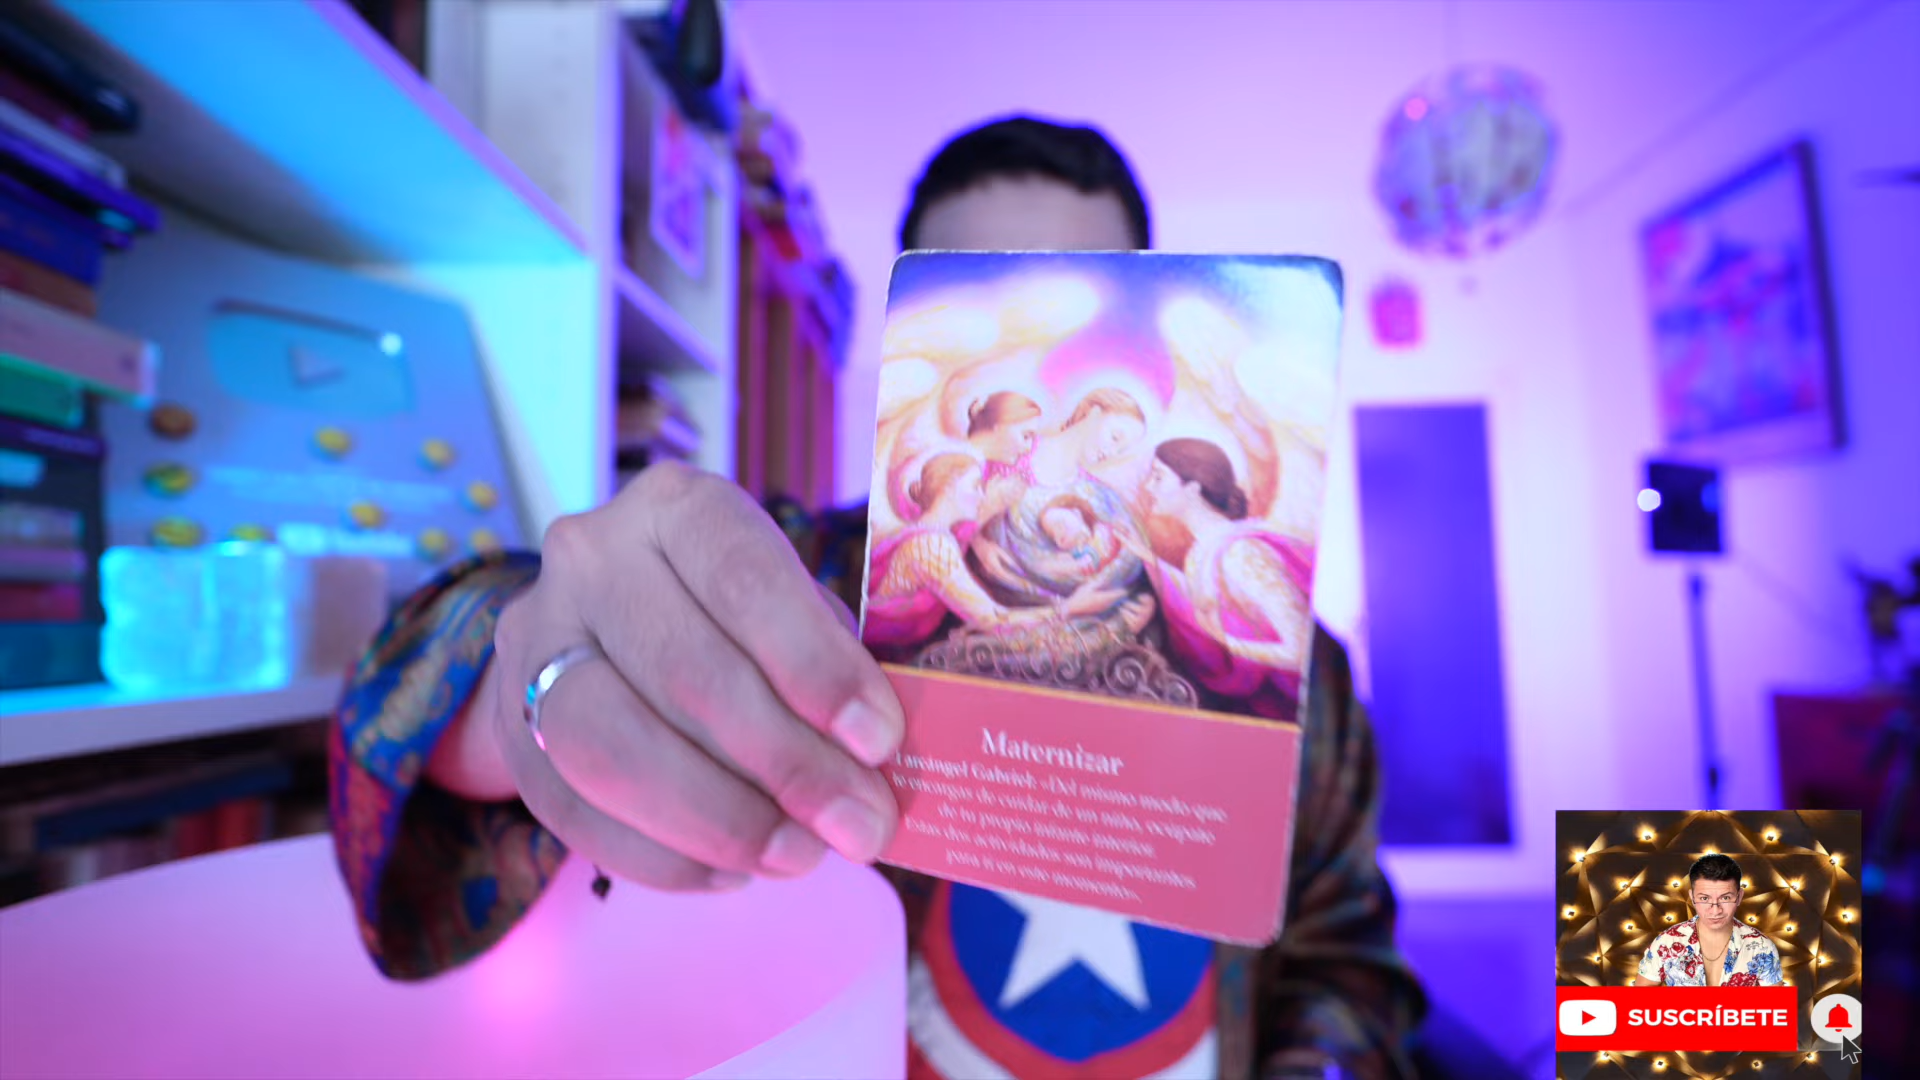 Maternizar
arcángel Gabriel: «Del mismo modo que
te encargas de cuidar de un niño, ocúpate
de tu propio infante interior.
Estas dos actividades son importantes
para ti en este momento».
SUSCRÍBETE